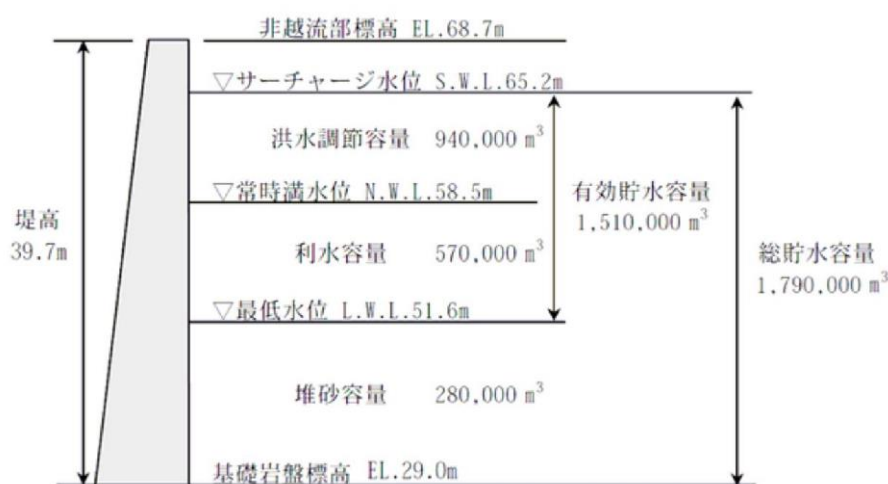 非越流部標高 EL.68.7m
▽サーチャージ水位 S.W.L.65.2m
洪水調節容量 940,000 m³
▽常時満水位 N.W.L.58.5m
有効貯水容量
1,510,000 m³
堤高
39.7m
利水容量 570,000 m³
総貯水容量
1,790,000 m³
▽最低水位 L.W.L.51.6m
堆砂容量 280,000 m³
基礎岩盤標高 EL.29.0m